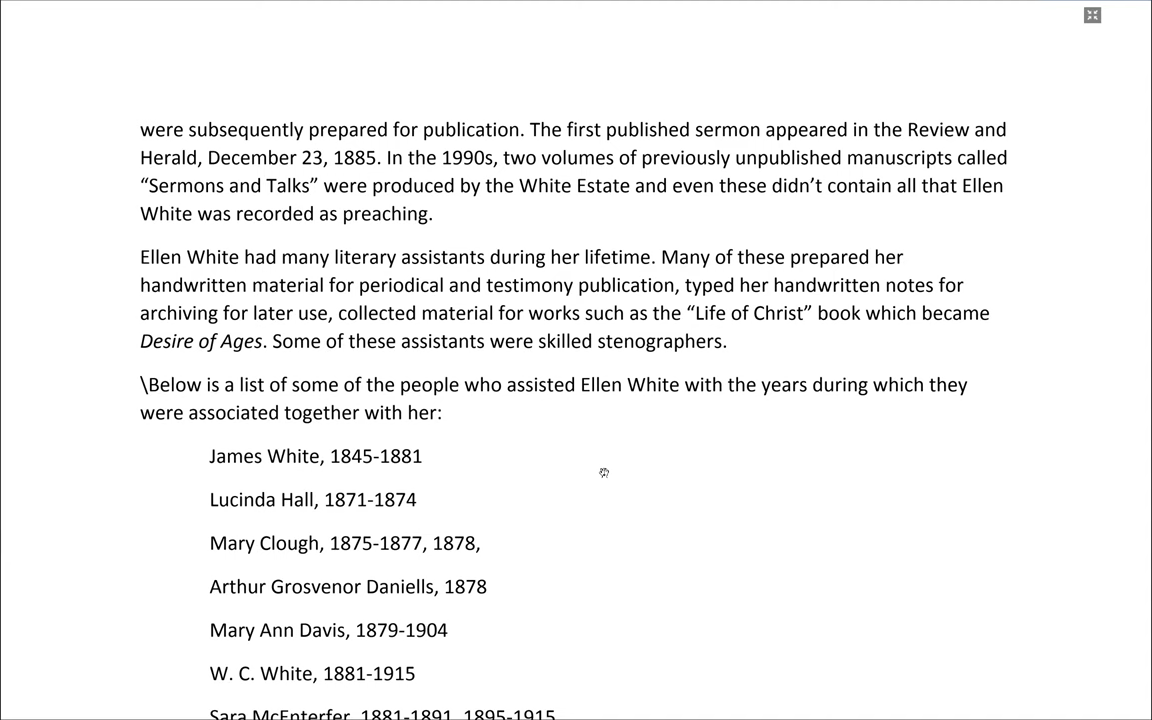 were subsequently prepared for publication. The first published sermon appeared in the Review and
Herald, December 23, 1885. In the 1990s, two volumes of previously unpublished manuscripts called
“Sermons and Talks” were produced by the White Estate and even these didn’t contain all that Ellen
White was recorded as preaching.
Ellen White had many literary assistants during her lifetime. Many of these prepared her
handwritten material for periodical and testimony publication, typed her handwritten notes for
archiving for later use, collected material for works such as the “Life of Christ” book which became
Desire of Ages. Some of these assistants were skilled stenographers.
\Below is a list of some of the people who assisted Ellen White with the years during which they
were associated together with her:
James White, 1845-1881
Lucinda Hall, 1871-1874
Mary Clough, 1875-1877, 1878,
Arthur Grosvenor Daniells, 1878
Mary Ann Davis, 1879-1904
W. C. White, 1881-1915
Sara McEnterfer, 1881-1891, 1895-1915